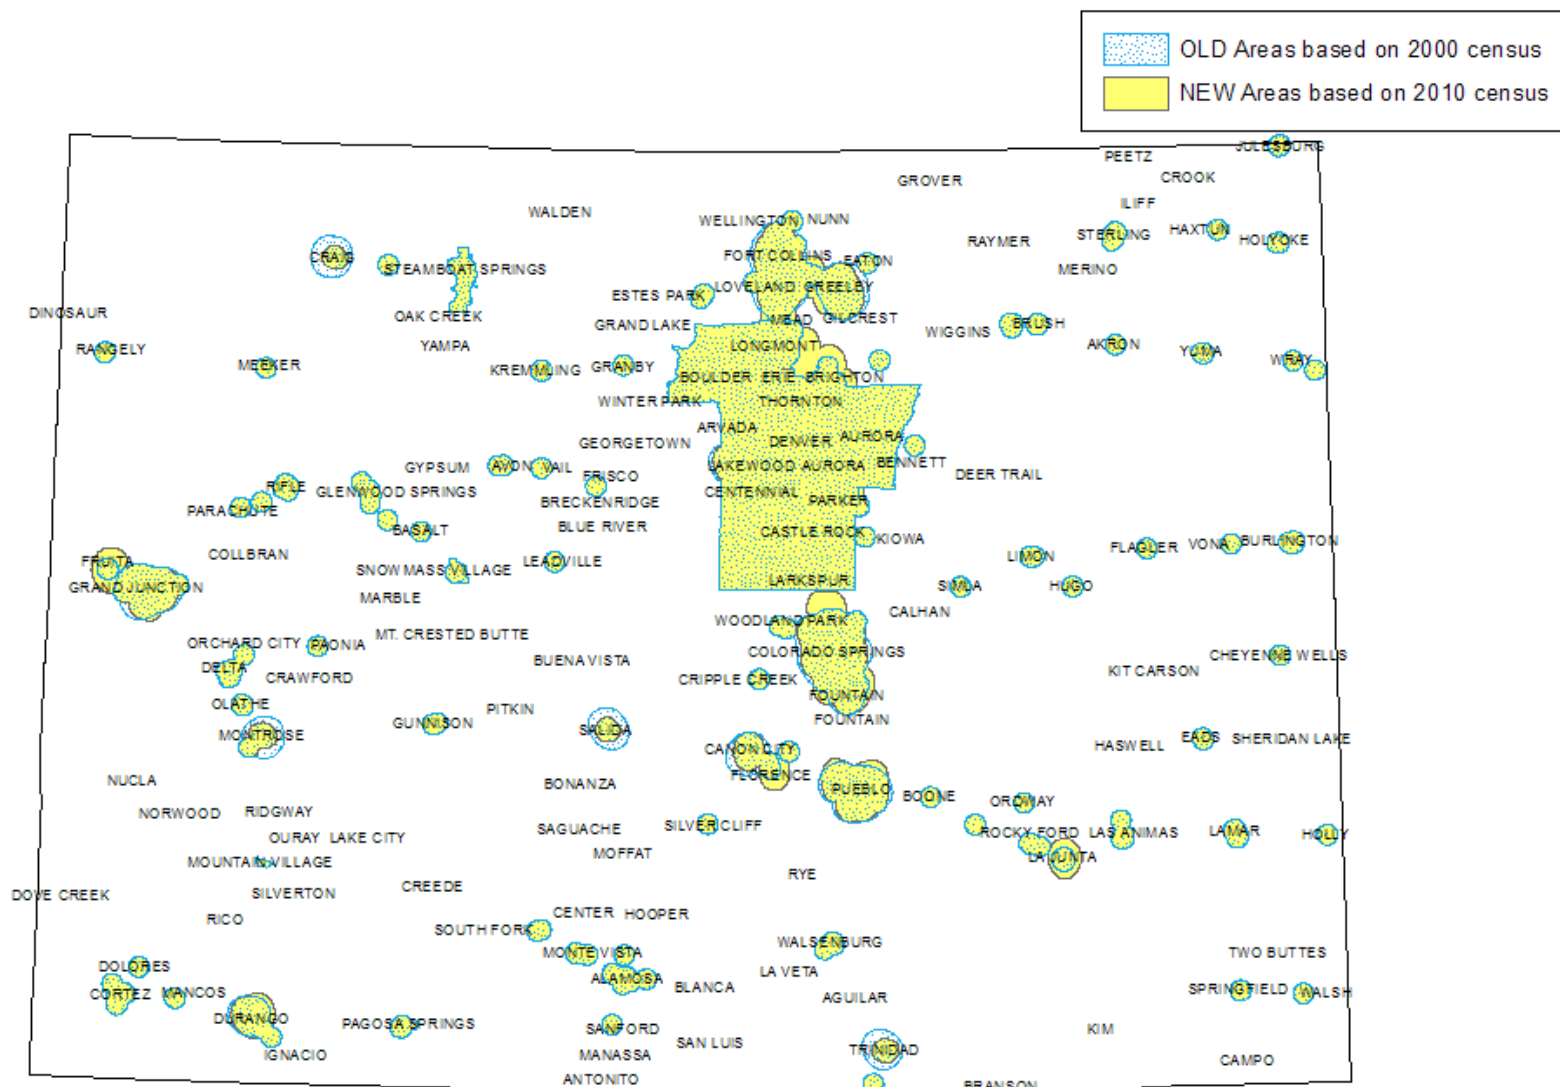 OLD Areas based on 2000 census
NEW Areas based on 2010 census
JULESBURG
PEETZ
CROOK
GROVER
ILIFF
WALDEN
WELLINGTON
NUNN
STERLING
HAXTUN
HOLYOKE
RAYMER
CRAIG
STEAMBOAT SPRINGS
FORT COLLINS
EATON
MERINO
LOVELAND
GREELEY
ESTES PARK
DINOSAUR
OAK CREEK
GRAND LAKE
MEAD
GILCREST
WIGGINS
BRUSH
RANGELY
YAMPA
LONGMONT
AKRON
YUMA
WRAY
MEEKER
KREMMLING
GRANBY
BOULDER
ERIE
BRIGHTON
WINTER PARK
THORNTON
ARVADA
DENVER
AURORA
GEORGETOWN
GYPSUM
AVON
VAIL
FRISCO
LAKEWOOD
AURORA
BENNETT
DEER TRAIL
RIFLE
GLENWOOD SPRINGS
BRECKENRIDGE
CENTENNIAL
PARKER
PARACHUTE
BASALT
BLUE RIVER
CASTLE ROCK
KIOWA
COLLBRAN
FRUITA
LEADVILLE
LIMON
FLAGLER
VONA
BURLINGTON
SNOWMASS VILLAGE
GRAND JUNCTION
LARKSPUR
SIMLA
HUGO
MARBLE
CALHAN
WOODLAND PARK
ORCHARD CITY
PAONIA
MT. CRESTED BUTTE
COLORADO SPRINGS
CHEYENNE WELLS
DELTA
CRAWFORD
BUENA VISTA
CRIPPLE CREEK
KIT CARSON
OLATHE
PITKIN
FOUNTAIN
FOUNTAIN
GUNNISON
MONTROSE
SALIDA
CANON CITY
HASWELL
EADS
SHERIDAN LAKE
NUCLA
BONANZA
FLORENCE
PUEBLO
BOONE
ORDWAY
NORWOOD
RIDGWAY
SAGUACHE
SILVER CLIFF
ROCKY FORD
LAS ANIMAS
LAMAR
HOLLY
OURAY
LAKE CITY
MOFFAT
LA JUNTA
MOUNTAIN VILLAGE
RYE
DOVE CREEK
SILVERTON
CREEDE
RICO
CENTER
HOOPER
SOUTH FORK
WALSENBURG
MONTE VISTA
TWO BUTTES
DOLORES
LA VETA
ALAMOSA
BLANCA
CORTEZ
MANCOS
AGUILAR
SPRINGFIELD
WALSH
DURANGO
PAGOSA SPRINGS
SANFORD
KIM
SAN LUIS
TRINIDAD
IGNACIO
MANASSA
CAMPO
ANTONITO
BRANSON